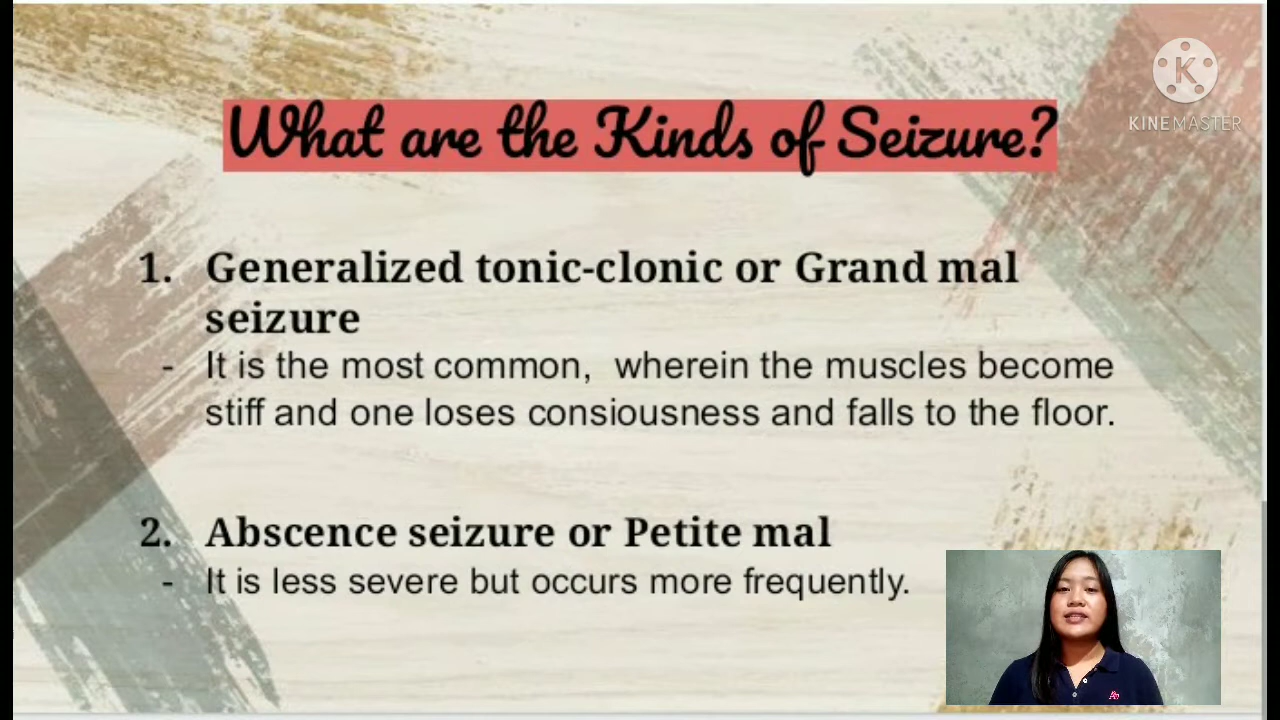 What are the Kinds of Seizure?
K
KINEMASTER
1. Generalized tonic-clonic or Grand mal
seizure
- It is the most common, wherein the muscles become
stiff and one loses consiousness and falls to the floor.
2. Abscence seizure or Petite mal
- It is less severe but occurs more frequently.